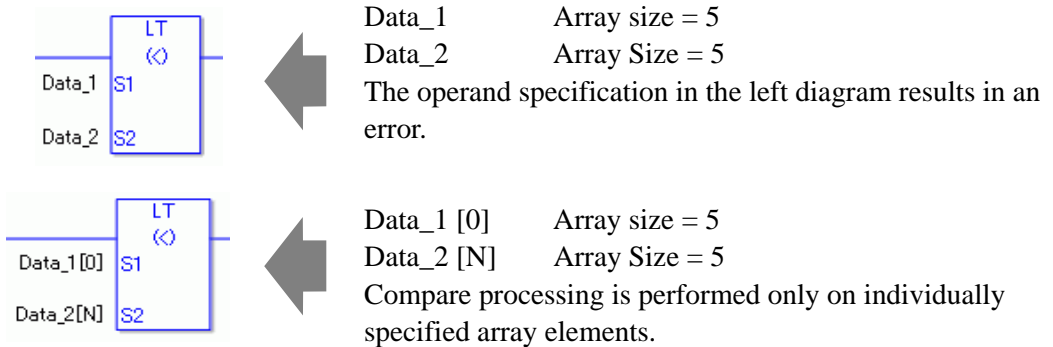 LT
(<)
Data_1 S1
Data_2 S2
Data_1 Array size = 5
Data_2 Array Size = 5
The operand specification in the left diagram results in an
error.
LT
(<)
Data_1[0] S1
Data_2[N] S2
Data_1 [0] Array size = 5
Data_2 [N] Array Size = 5
Compare processing is performed only on individually
specified array elements.